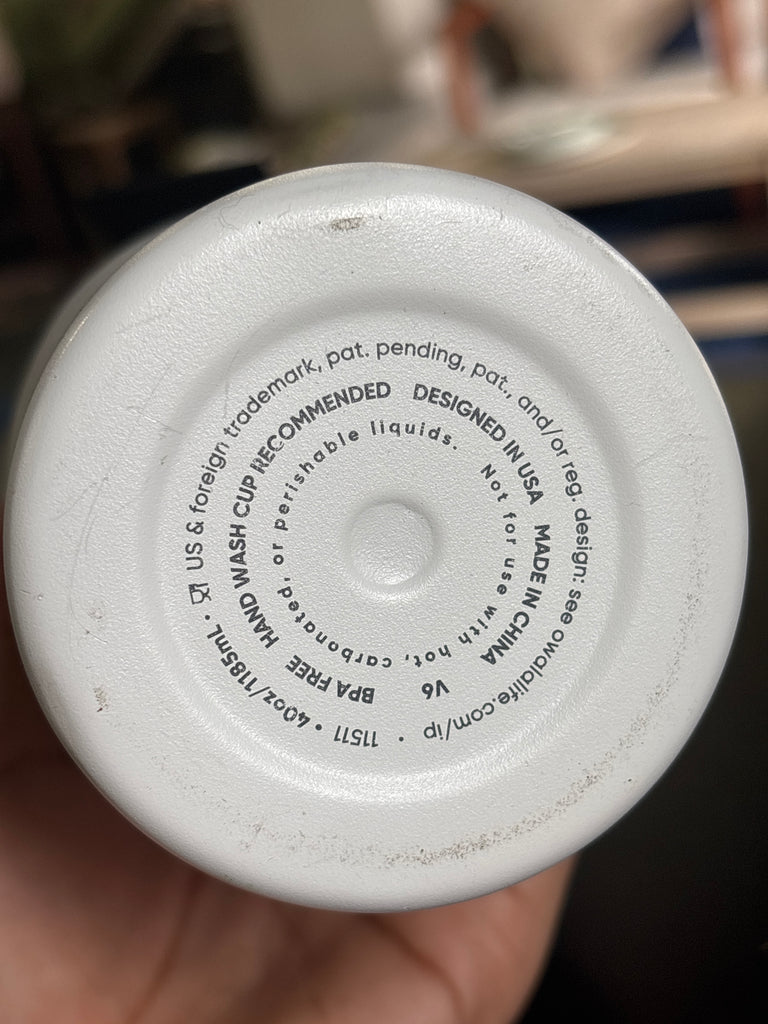 US & foreign trademark, pat. pending, pat., and/or reg. design: see owalalife.com/ip • 11511 • 40oz/1185mL •
HAND WASH CUP RECOMMENDED DESIGNED IN USA MADE IN CHINA V6 BPA FREE
Not for use with hot, carbonated, or perishable liquids.